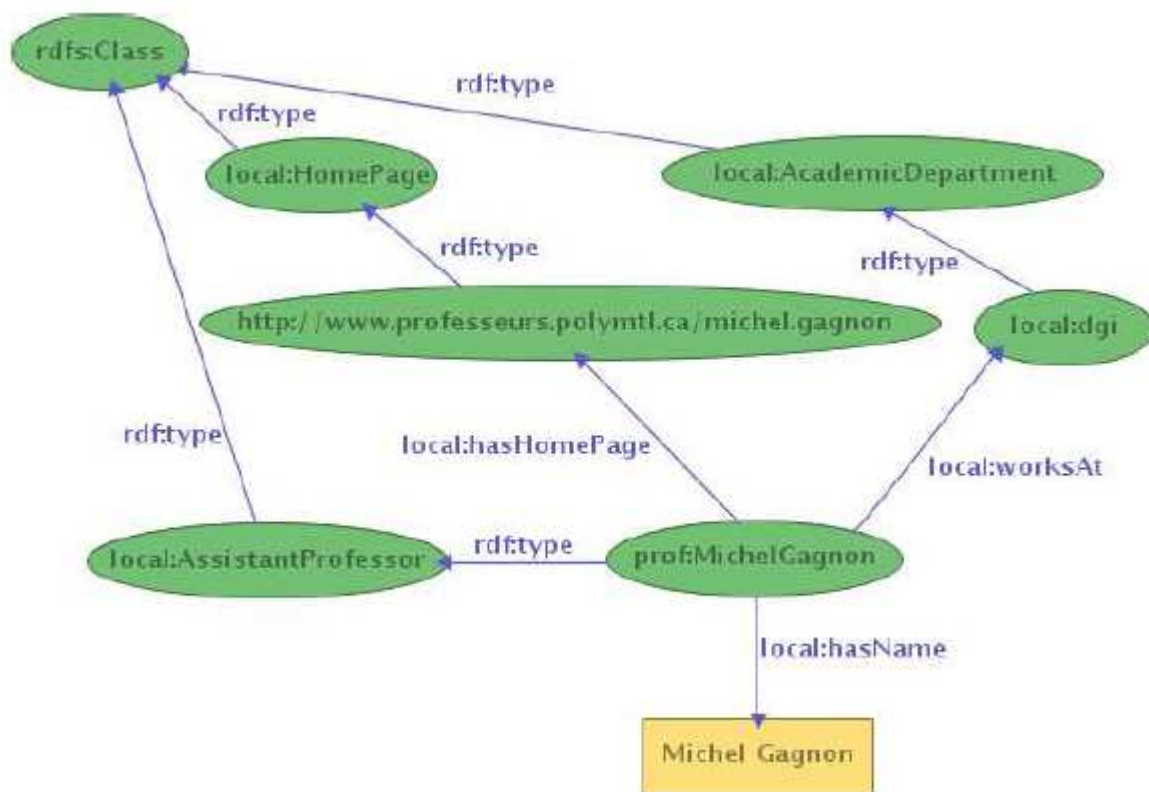 rdfs:Class
rdf:type
rdf:type
local:HomePage
local:AcademicDepartment
rdf:type
rdf:type
http://www.professeurs.polymtl.ca/michel.gagnon
local:dgi
rdf:type
local:hasHomePage
local:worksAt
local:AssistantProfessor
rdf:type
prof:MichelGagnon
local:hasName
Michel Gagnon